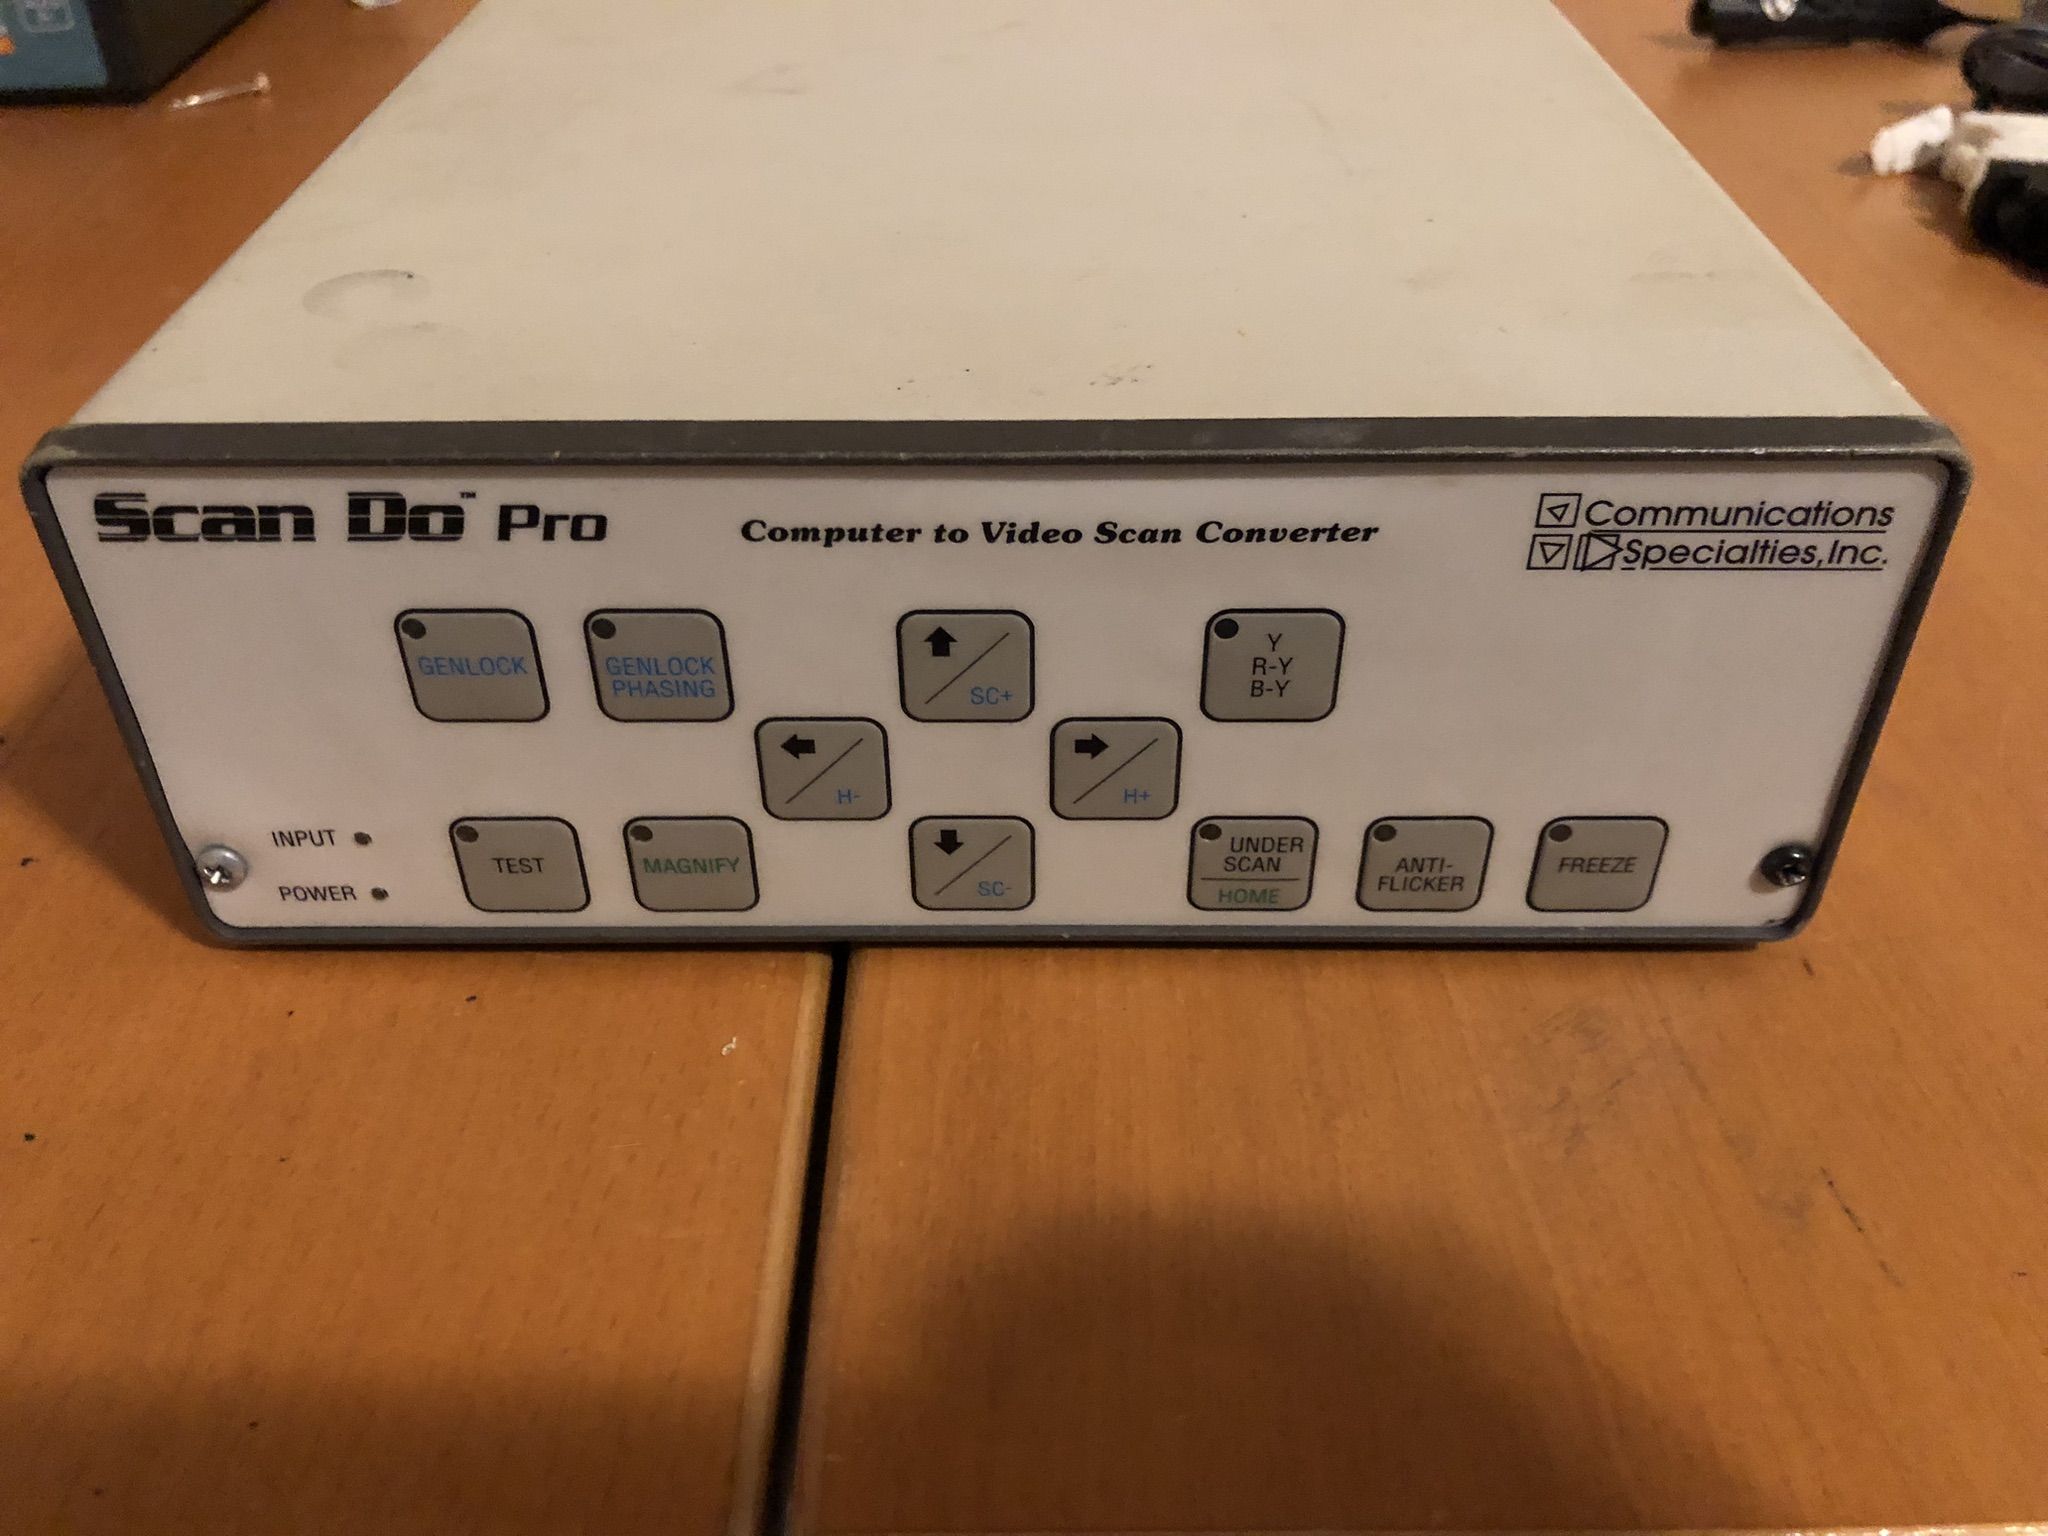 Scan Do™ Pro
Computer to Video Scan Converter
Communications
Specialties, Inc.
GENLOCK
GENLOCK
PHASING
SC+
Y
R-Y
B-Y
H-
H+
INPUT
POWER
TEST
MAGNIFY
SC-
UNDER
SCAN
HOME
ANTI-
FLICKER
FREEZE